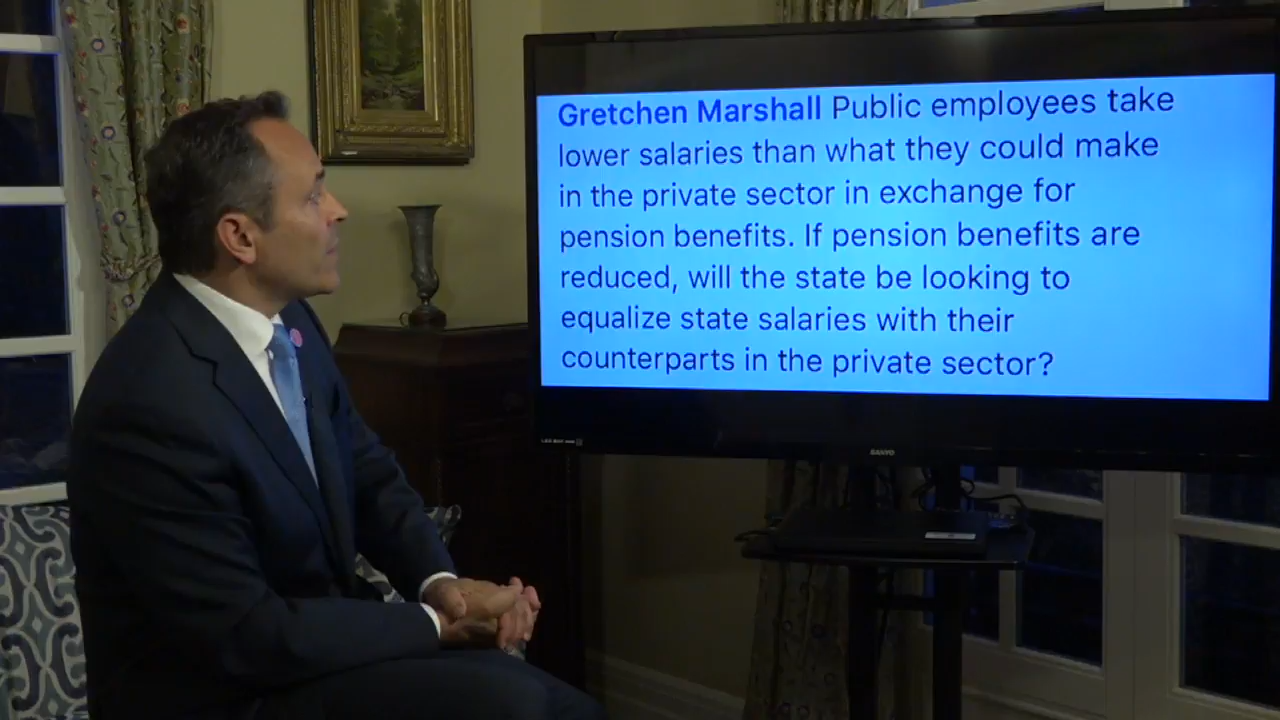 Gretchen Marshall Public employees take
lower salaries than what they could make
in the private sector in exchange for
pension benefits. If pension benefits are
reduced, will the state be looking to
equalize state salaries with their
counterparts in the private sector?
SANYO